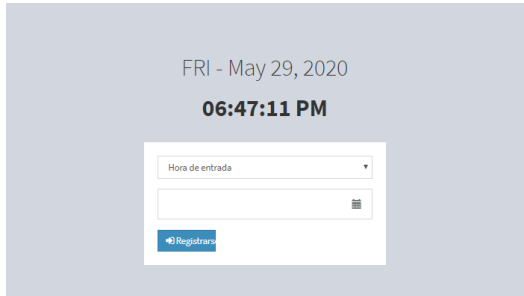 FRI - May 29, 2020
06:47:11 PM
Hora de entrada
Registrarse